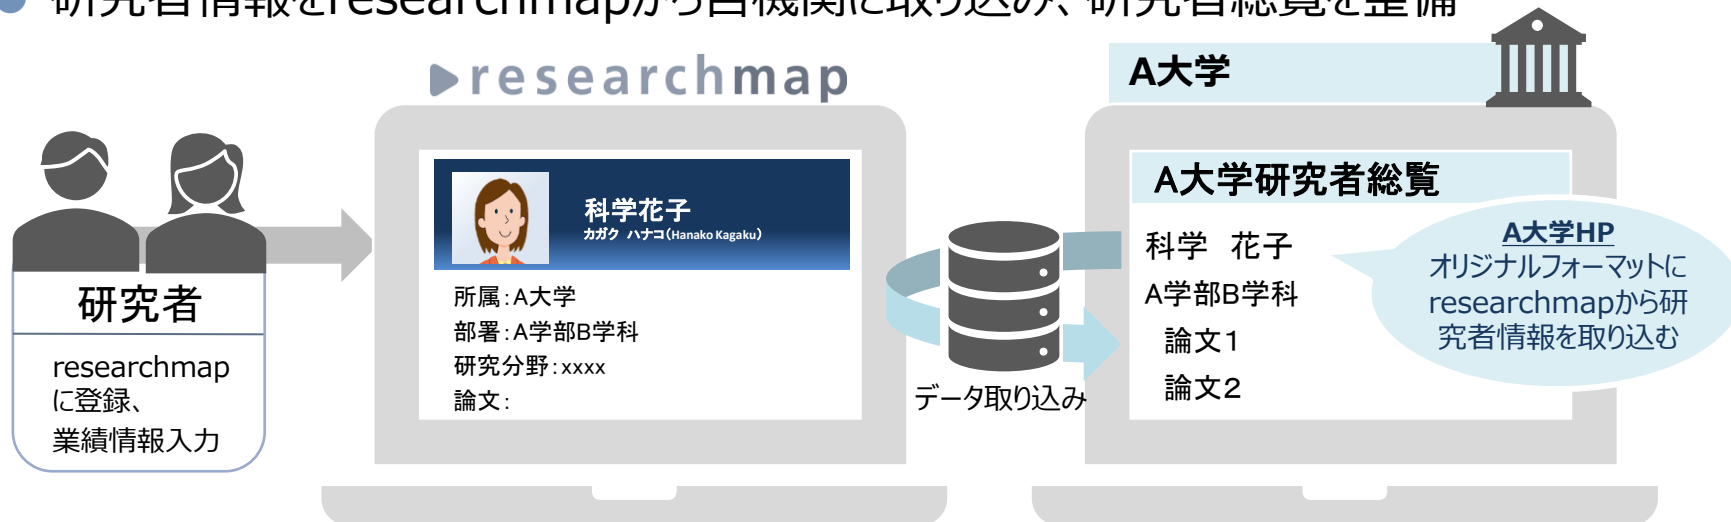 研究者情報をresearchmapから自機関に取り込み、研究者総覧を整備
researchmap
A大学
研究者
researchmap
に登録、
業績情報入力
科学花子
カガク ハナコ(Hanako Kagaku)
所属:A大学
部署:A学部B学科
研究分野:xxxx
論文:
データ取り込み
A大学研究者総覧
科学 花子
A学部B学科
論文1
論文2
A大学HP
オリジナルフォーマットに
researchmapから研
究者情報を取り込む